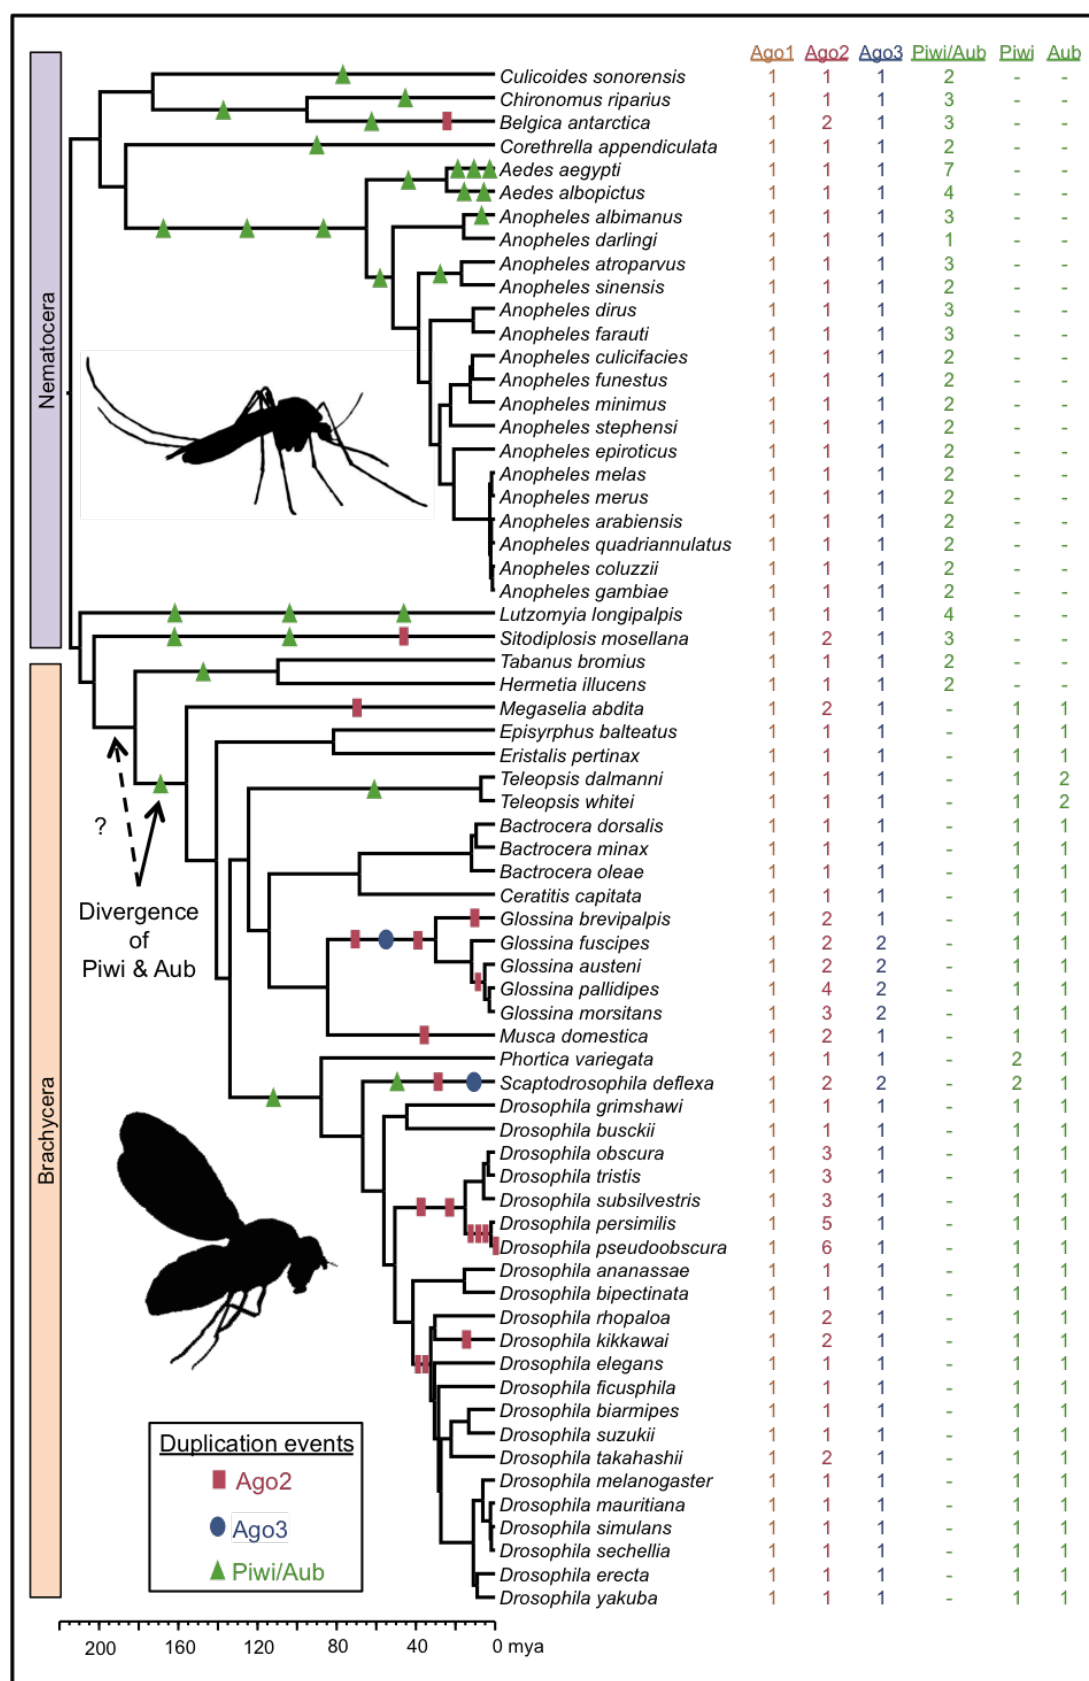 Ago1 Ago2 Ago3 Piwi/Aub Piwi Aub
Culicoides sonorensis 1 1 1 2 - -
Chironomus riparius 1 1 1 3 - -
Belgica antarctica 1 2 1 3 - -
Corethrella appendiculata 1 1 1 2 - -
Aedes aegypti 1 1 1 7 - -
Aedes albopictus 1 1 1 4 - -
Anopheles albimanus 1 1 1 3 - -
Anopheles darlingi 1 1 1 1 - -
Anopheles atroparvus 1 1 1 3 - -
Anopheles sinensis 1 1 1 2 - -
Anopheles dirus 1 1 1 3 - -
Anopheles farauti 1 1 1 3 - -
Anopheles culicifacies 1 1 1 2 - -
Anopheles funestus 1 1 1 2 - -
Anopheles minimus 1 1 1 2 - -
Anopheles stephensi 1 1 1 2 - -
Anopheles epiroticus 1 1 1 2 - -
Anopheles melas 1 1 1 2 - -
Anopheles merus 1 1 1 2 - -
Anopheles arabiensis 1 1 1 2 - -
Anopheles quadriannulatus 1 1 1 2 - -
Anopheles coluzzii 1 1 1 2 - -
Anopheles gambiae 1 1 1 2 - -
Lutzomyia longipalpis 1 1 1 4 - -
Sitodiplosis mosellana 1 2 1 3 - -
Tabanus bromius 1 1 1 2 - -
Hermetia illucens 1 1 1 2 - -
Megaselia abdita 1 2 1 - 1 1
Episyrphus balteatus 1 1 1 - 1 1
Eristalis pertinax 1 1 1 - 1 1
Teleopsis dalmanni 1 1 1 - 1 2
Teleopsis whitei 1 1 1 - 1 2
Bactrocera dorsalis 1 1 1 - 1 1
Bactrocera minax 1 1 1 - 1 1
Bactrocera oleae 1 1 1 - 1 1
Ceratitis capitata 1 1 1 - 1 1
Glossina brevipalpis 1 2 1 - 1 1
Glossina fuscipes 1 2 2 - 1 1
Glossina austeni 1 2 2 - 1 1
Glossina pallidipes 1 4 2 - 1 1
Glossina morsitans 1 3 2 - 1 1
Musca domestica 1 2 1 - 1 1
Phortica variegata 1 1 1 - 2 1
Scaptodrosophila deflexa 1 2 2 - 2 1
Drosophila grimshawi 1 1 1 - 1 1
Drosophila busckii 1 1 1 - 1 1
Drosophila obscura 1 3 1 - 1 1
Drosophila tristis 1 3 1 - 1 1
Drosophila subsilvestris 1 3 1 - 1 1
Drosophila persimilis 1 5 1 - 1 1
Drosophila pseudoobscura 1 6 1 - 1 1
Drosophila ananassae 1 1 1 - 1 1
Drosophila bipectinata 1 1 1 - 1 1
Drosophila rhopaloa 1 2 1 - 1 1
Drosophila kikkawai 1 2 1 - 1 1
Drosophila elegans 1 1 1 - 1 1
Drosophila ficusphila 1 1 1 - 1 1
Drosophila biarmipes 1 1 1 - 1 1
Drosophila suzukii 1 1 1 - 1 1
Drosophila takahashii 1 2 1 - 1 1
Drosophila melanogaster 1 1 1 - 1 1
Drosophila mauritiana 1 1 1 - 1 1
Drosophila simulans 1 1 1 - 1 1
Drosophila sechellia 1 1 1 - 1 1
Drosophila erecta 1 1 1 - 1 1
Drosophila yakuba 1 1 1 - 1 1
Nematocera
Brachycera
?
Divergence
of
Piwi & Aub
Duplication events
Ago2
Ago3
Piwi/Aub
200 160 120 80 40 0 mya